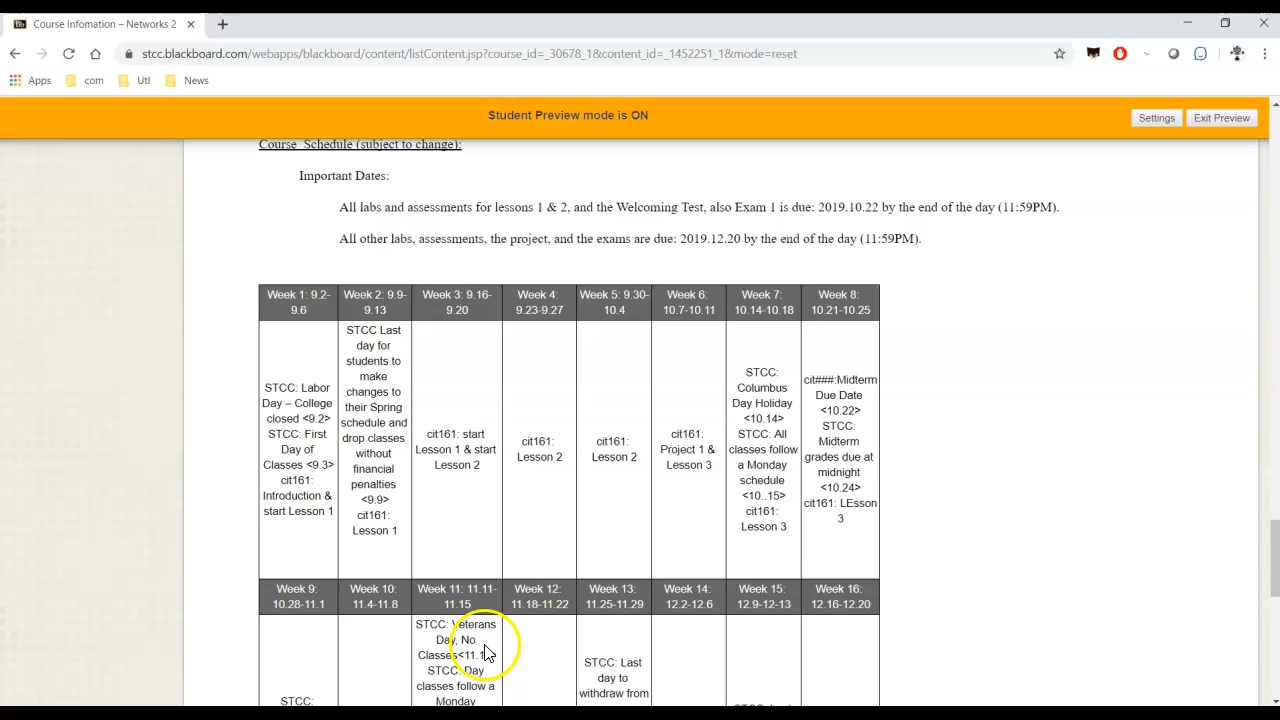 Course Infomation – Networks 2
stcc.blackboard.com/webapps/blackboard/content/listContent.jsp?course_id=_30678_1&content_id=_1452251_1&mode=reset
Apps com Utl News
Student Preview mode is ON
Settings Exit Preview
Course Schedule (subject to change):
Important Dates:
All labs and assessments for lessons 1 & 2, and the Welcoming Test, also Exam 1 is due: 2019.10.22 by the end of the day (11:59PM).
All other labs, assessments, the project, and the exams are due: 2019.12.20 by the end of the day (11:59PM).
Week 1: 9.2-
9.6
Week 2: 9.9-
9.13
Week 3: 9.16-
9.20
Week 4:
9.23-9.27
Week 5: 9.30-
10.4
Week 6:
10.7-10.11
Week 7:
10.14-10.18
Week 8:
10.21-10.25
STCC: Labor
Day – College
closed <9.2>
STCC: First
Day of
Classes <9.3>
cit161:
Introduction &
start Lesson 1
STCC Last
day for
students to
make
changes to
their Spring
schedule and
drop classes
without
financial
penalties
<9.9>
cit161:
Lesson 1
cit161: start
Lesson 1 & start
Lesson 2
cit161:
Lesson 2
cit161:
Lesson 2
cit161:
Project 1 &
Lesson 3
STCC:
Columbus
Day Holiday
<10.14>
STCC: All
classes follow
a Monday
schedule
<10..15>
cit161:
Lesson 3
cit###:Midterm
Due Date
<10.22>
STCC:
Midterm
grades due at
midnight
<10.24>
cit161: LEsson
3
Week 9:
10.28-11.1
Week 10:
11.4-11.8
Week 11: 11.11-
11.15
Week 12:
11.18-11.22
Week 13:
11.25-11.29
Week 14:
12.2-12.6
Week 15:
12.9-12-13
Week 16:
12.16-12.20
STCC:
STCC: Veterans
Day, No
Classes<11.1
STCC: Day
classes follow a
Monday
STCC: Last
day to
withdraw from